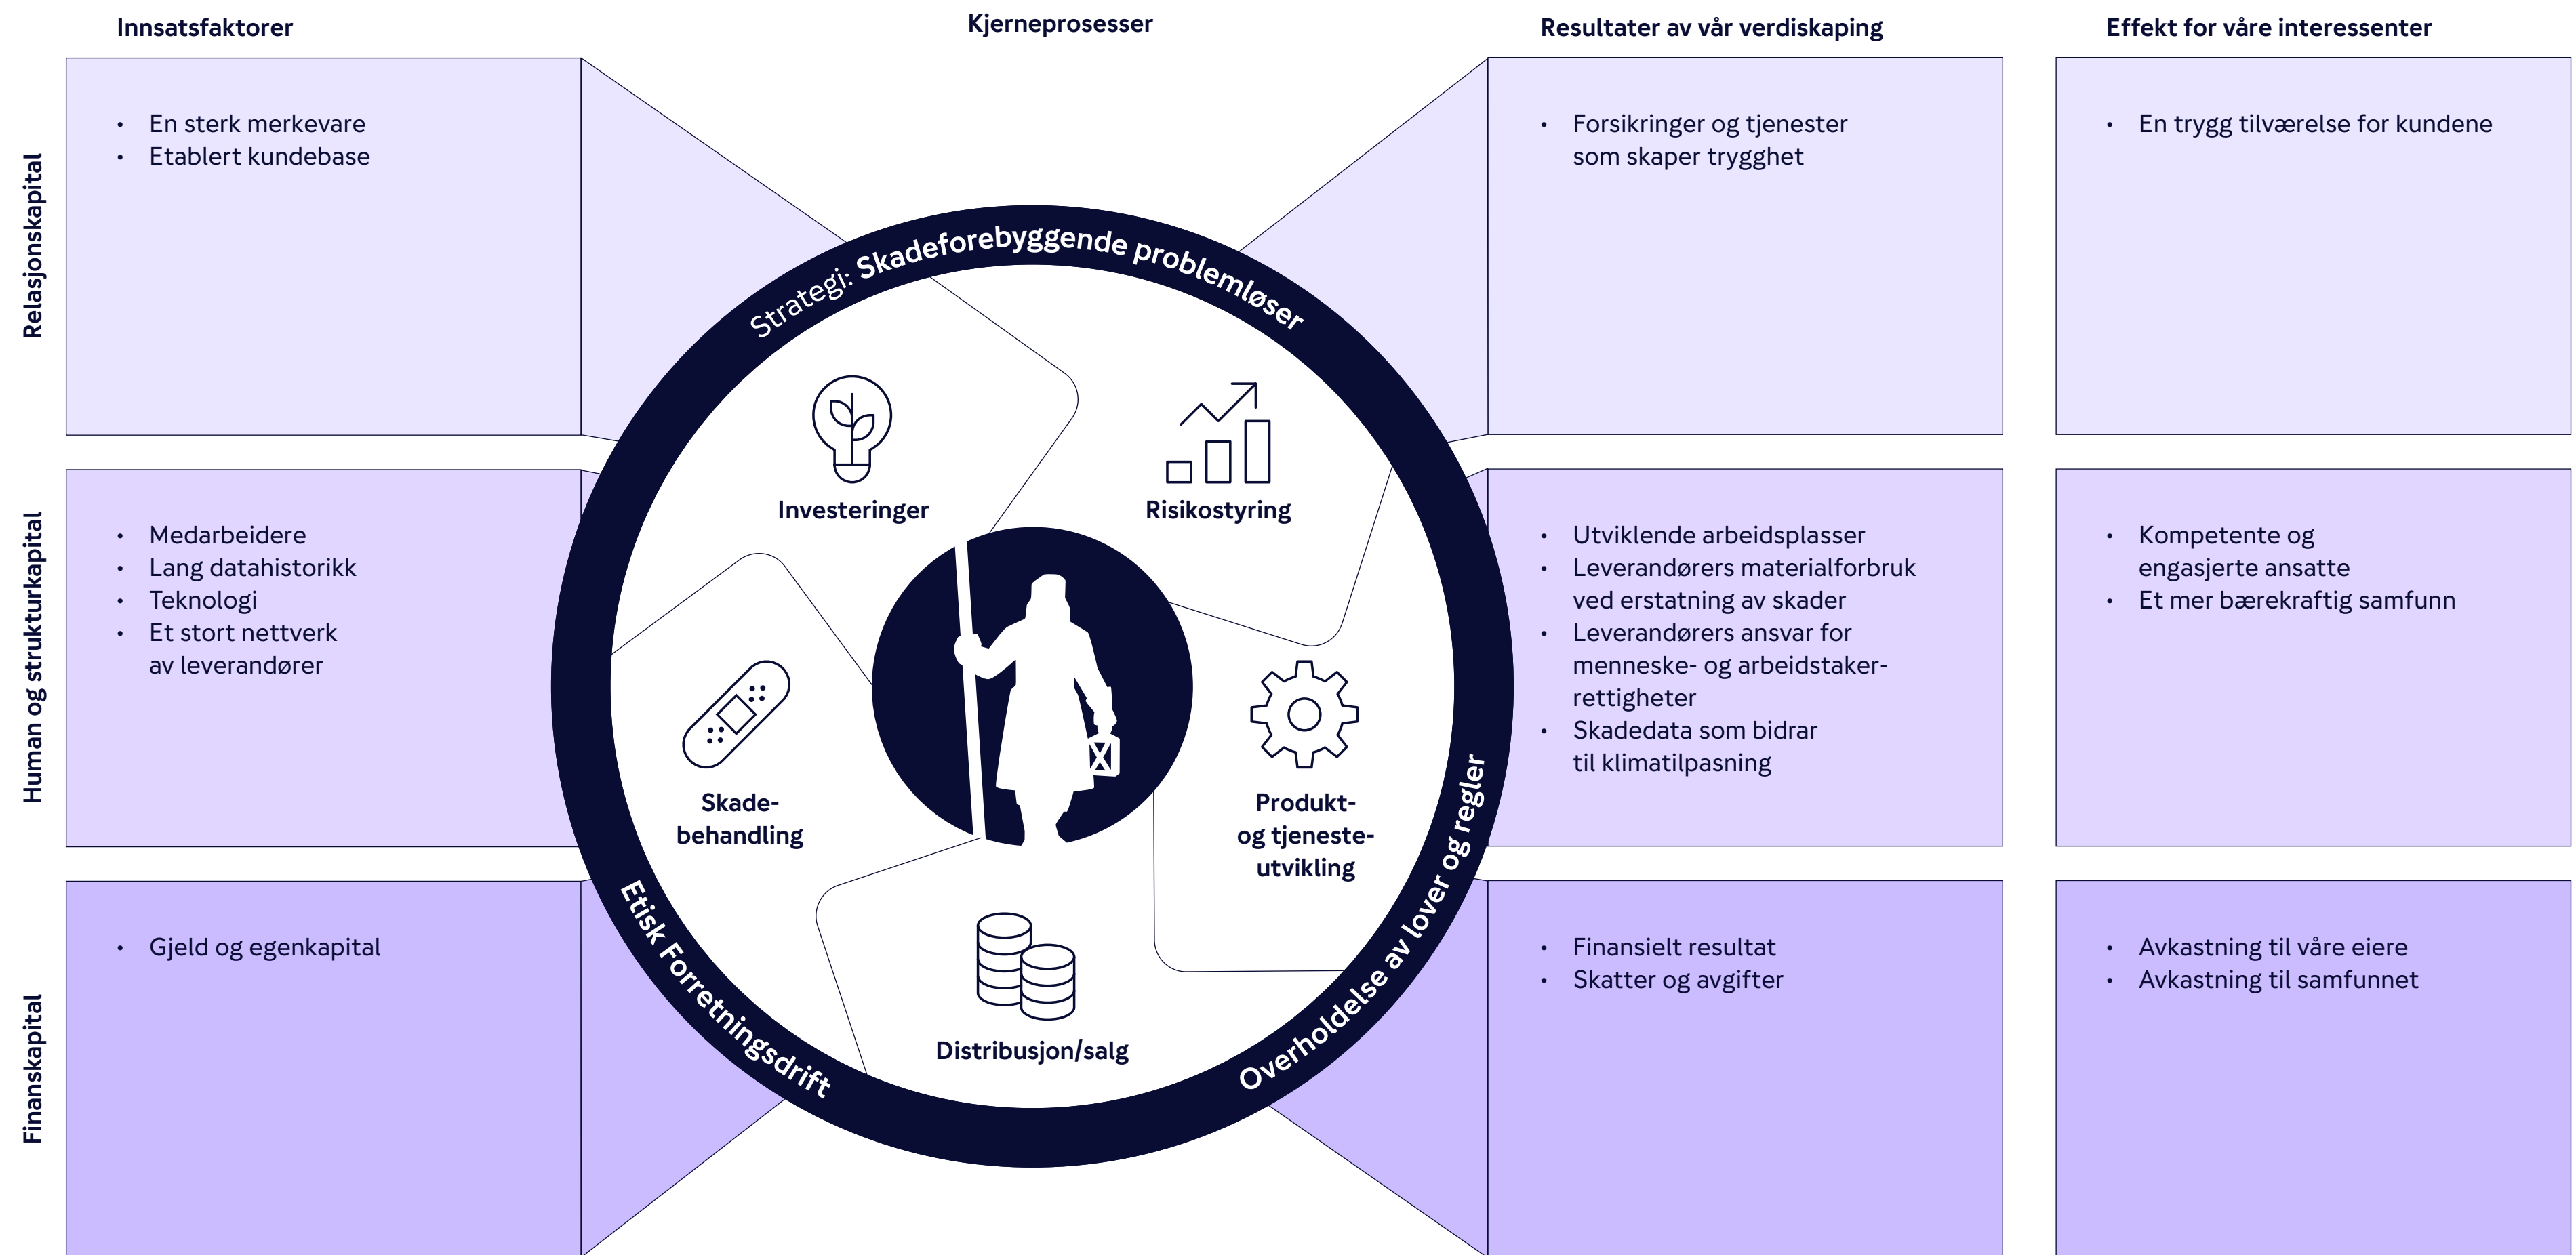 Innsatsfaktorer
Kjerneprosesser
Resultater av vår verdiskaping
Effekt for våre interessenter
Relasjonskapital
• En sterk merkevare
• Etablert kundebase
• Forsikringer og tjenester
som skaper trygghet
• En trygg tilværelse for kundene
Human og strukturkapital
• Medarbeidere
• Lang datahistorikk
• Teknologi
• Et stort nettverk
av leverandører
Strategi: Skadeforebyggende problemløser
Investeringer
Risikostyring
Skade-
behandling
Produkt-
og tjeneste-
utvikling
Distribusjon/salg
Etisk Forretningsdrift
Overholdelse av lover og regler
• Utviklende arbeidsplasser
• Leverandørers materialforbruk
ved erstatning av skader
• Leverandørers ansvar for
menneske- og arbeidstaker-
rettigheter
• Skadedata som bidrar
til klimatilpasning
• Kompetente og
engasjerte ansatte
• Et mer bærekraftig samfunn
Finanskapital
• Gjeld og egenkapital
• Finansielt resultat
• Skatter og avgifter
• Avkastning til våre eiere
• Avkastning til samfunnet